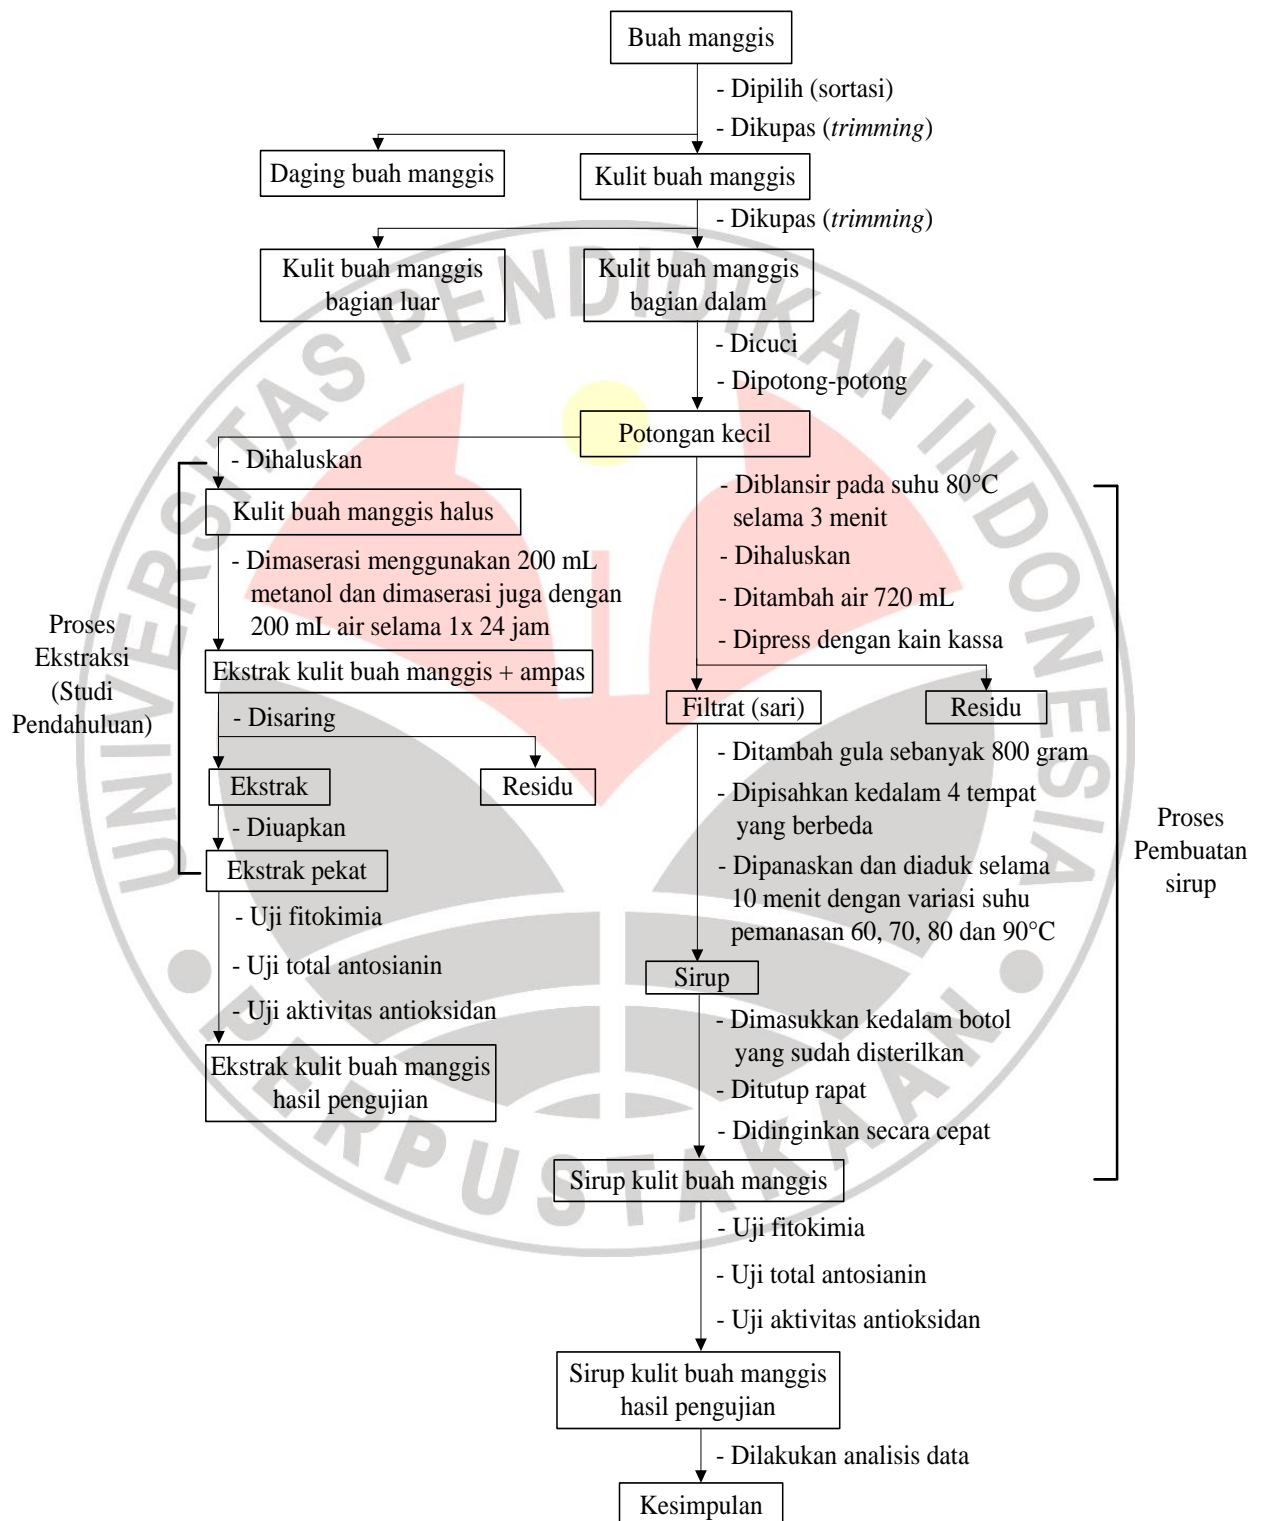 Buah manggis
- Dipilih (sortasi)
- Dikupas (trimming)
Daging buah manggis
Kulit buah manggis
- Dikupas (trimming)
Kulit buah manggis
bagian luar
Kulit buah manggis
bagian dalam
- Dicuci
- Dipotong-potong
Potongan kecil
Proses
Ekstraksi
(Studi
Pendahuluan)
- Dihaluskan
Kulit buah manggis halus
- Dimaserasi menggunakan 200 mL
metanol dan dimaserasi juga dengan
200 mL air selama 1x 24 jam
Ekstrak kulit buah manggis + ampas
- Disaring
Ekstrak
Residu
- Diuapkan
Ekstrak pekat
- Uji fitokimia
- Uji total antosianin
- Uji aktivitas antioksidan
Ekstrak kulit buah manggis
hasil pengujian
- Diblansir pada suhu 80°C
selama 3 menit
- Dihaluskan
- Ditambah air 720 mL
- Dipress dengan kain kassa
Filtrat (sari)
Residu
- Ditambah gula sebanyak 800 gram
- Dipisahkan kedalam 4 tempat
yang berbeda
- Dipanaskan dan diaduk selama
10 menit dengan variasi suhu
pemanasan 60, 70, 80 dan 90°C
Sirup
- Dimasukkan kedalam botol
yang sudah disterilkan
- Ditutup rapat
- Didinginkan secara cepat
Sirup kulit buah manggis
Proses
Pembuatan
sirup
- Uji fitokimia
- Uji total antosianin
- Uji aktivitas antioksidan
Sirup kulit buah manggis
hasil pengujian
- Dilakukan analisis data
Kesimpulan
UNIVERSITAS PENDIDIKAN INDONESIA
PERPUSTAKAAN